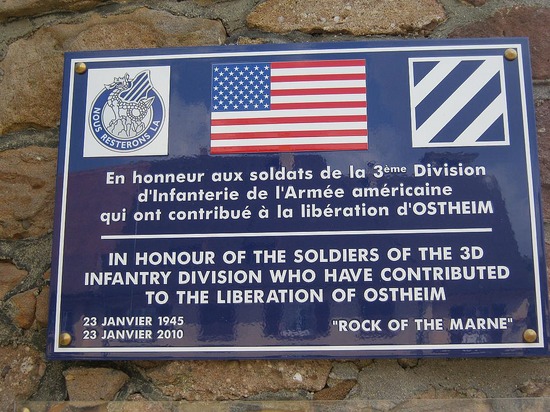 NOUS RESTERONS LA
En honneur aux soldats de la 3ème Division
d'Infanterie de l'Armée américaine
qui ont contribué à la libération d'OSTHEIM
IN HONOUR OF THE SOLDIERS OF THE 3D
INFANTRY DIVISION WHO HAVE CONTRIBUTED
TO THE LIBERATION OF OSTHEIM
23 JANVIER 1945
23 JANVIER 2010 "ROCK OF THE MARNE"